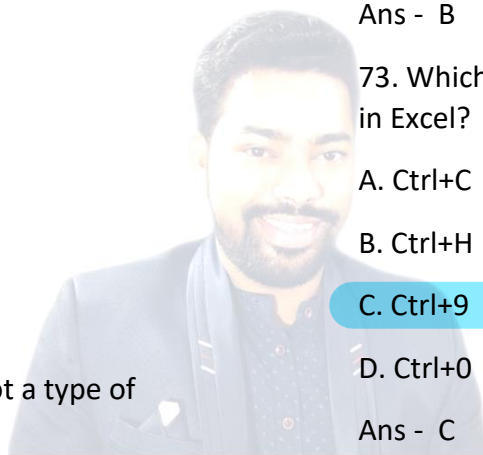 ot a type of
Ans - B
73. Which
in Excel?
A. Ctrl+C
B. Ctrl+H
C. Ctrl+9
D. Ctrl+0
Ans - C